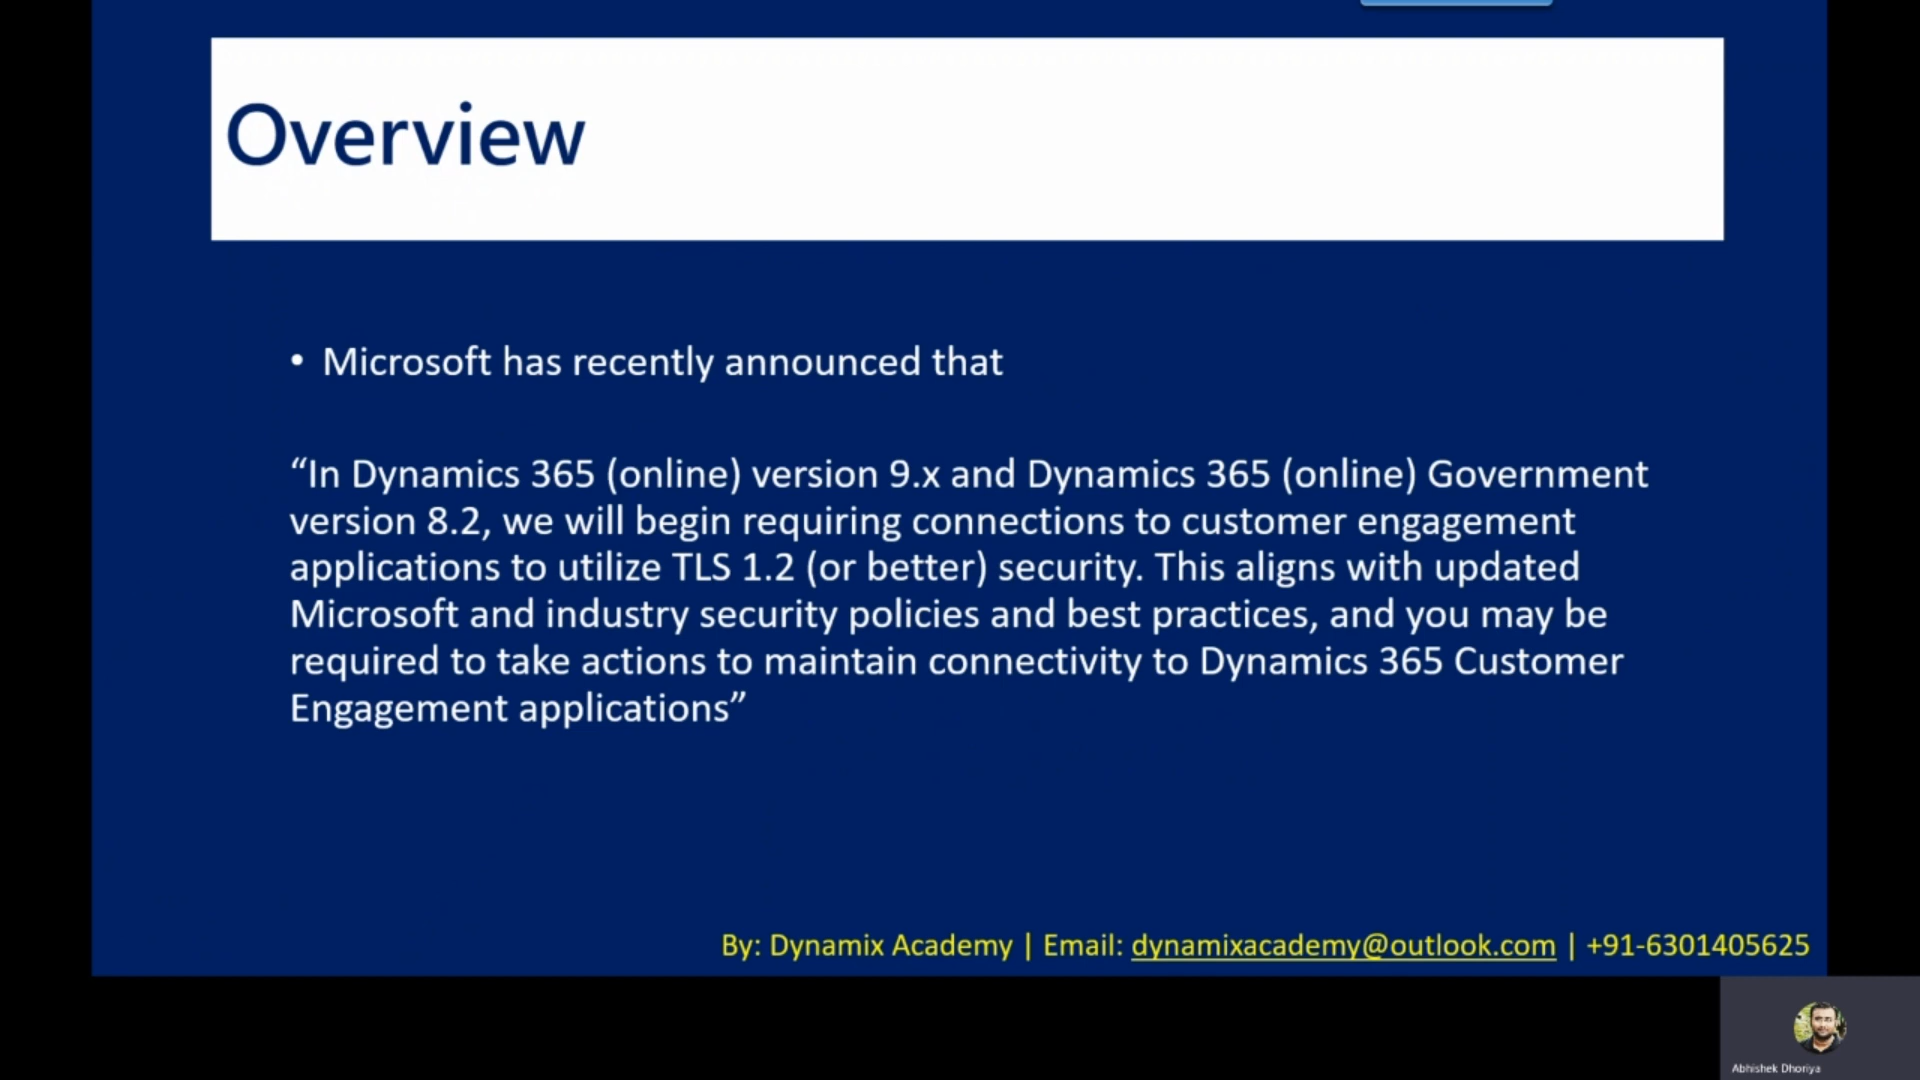 Overview
• Microsoft has recently announced that
“In Dynamics 365 (online) version 9.x and Dynamics 365 (online) Government
version 8.2, we will begin requiring connections to customer engagement
applications to utilize TLS 1.2 (or better) security. This aligns with updated
Microsoft and industry security policies and best practices, and you may be
required to take actions to maintain connectivity to Dynamics 365 Customer
Engagement applications”
By: Dynamix Academy | Email: dynamixacademy@outlook.com | +91-6301405625
Abhishek Dhoriya